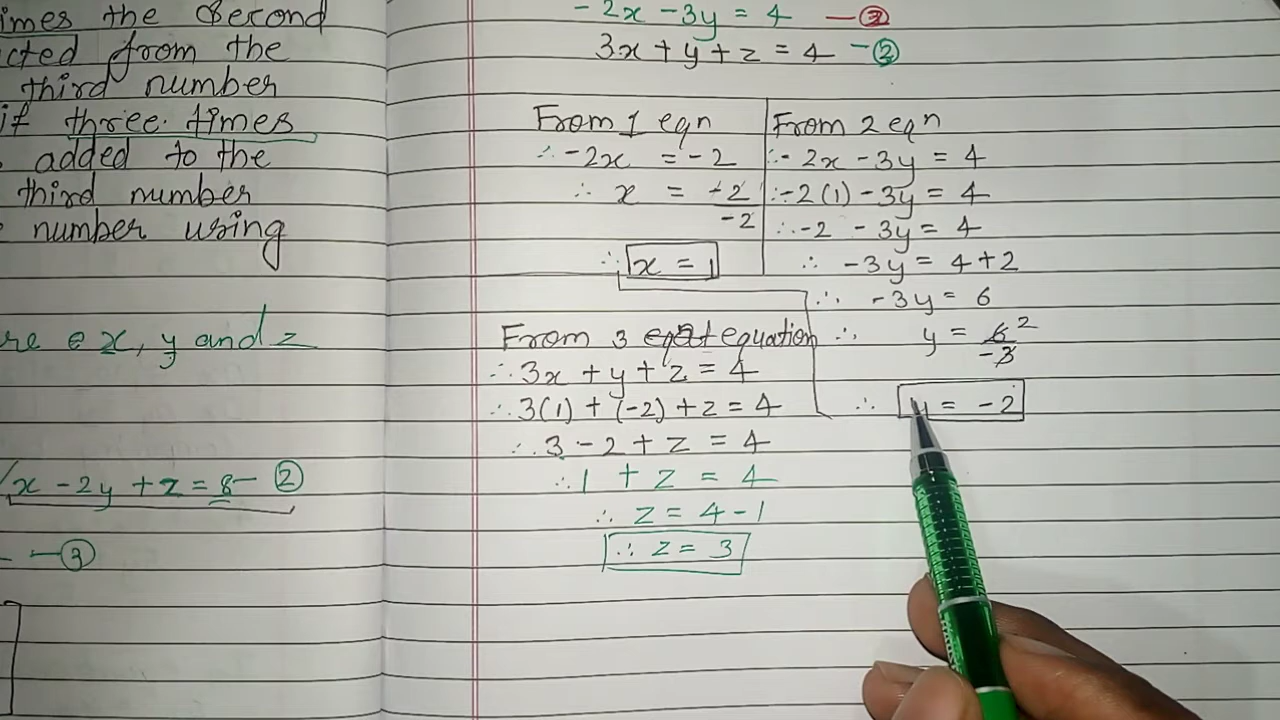 imes the Second
cted from the
third number
if three times
added to the
third number
number using
re x, y and z
x - 2y + z = 8 - ②
- ③
- 2x - 3y = 4 - ③
3x + y + z = 4 - ②
From 1 eqn
∴ -2x = -2
∴ x = -2/-2
∴ x = 1
From 2 eqn
∴ - 2x - 3y = 4
∴ -2(1) - 3y = 4
∴ -2 - 3y = 4
∴ -3y = 4+2
∴ -3y = 6
∴ y = 6 2/-3
∴ y = -2
From 3 equation
∴ 3x + y + z = 4
∴ 3(1) + (-2) + z = 4
∴ 3 - 2 + z = 4
∴ 1 + z = 4
∴ z = 4 - 1
∴ z = 3